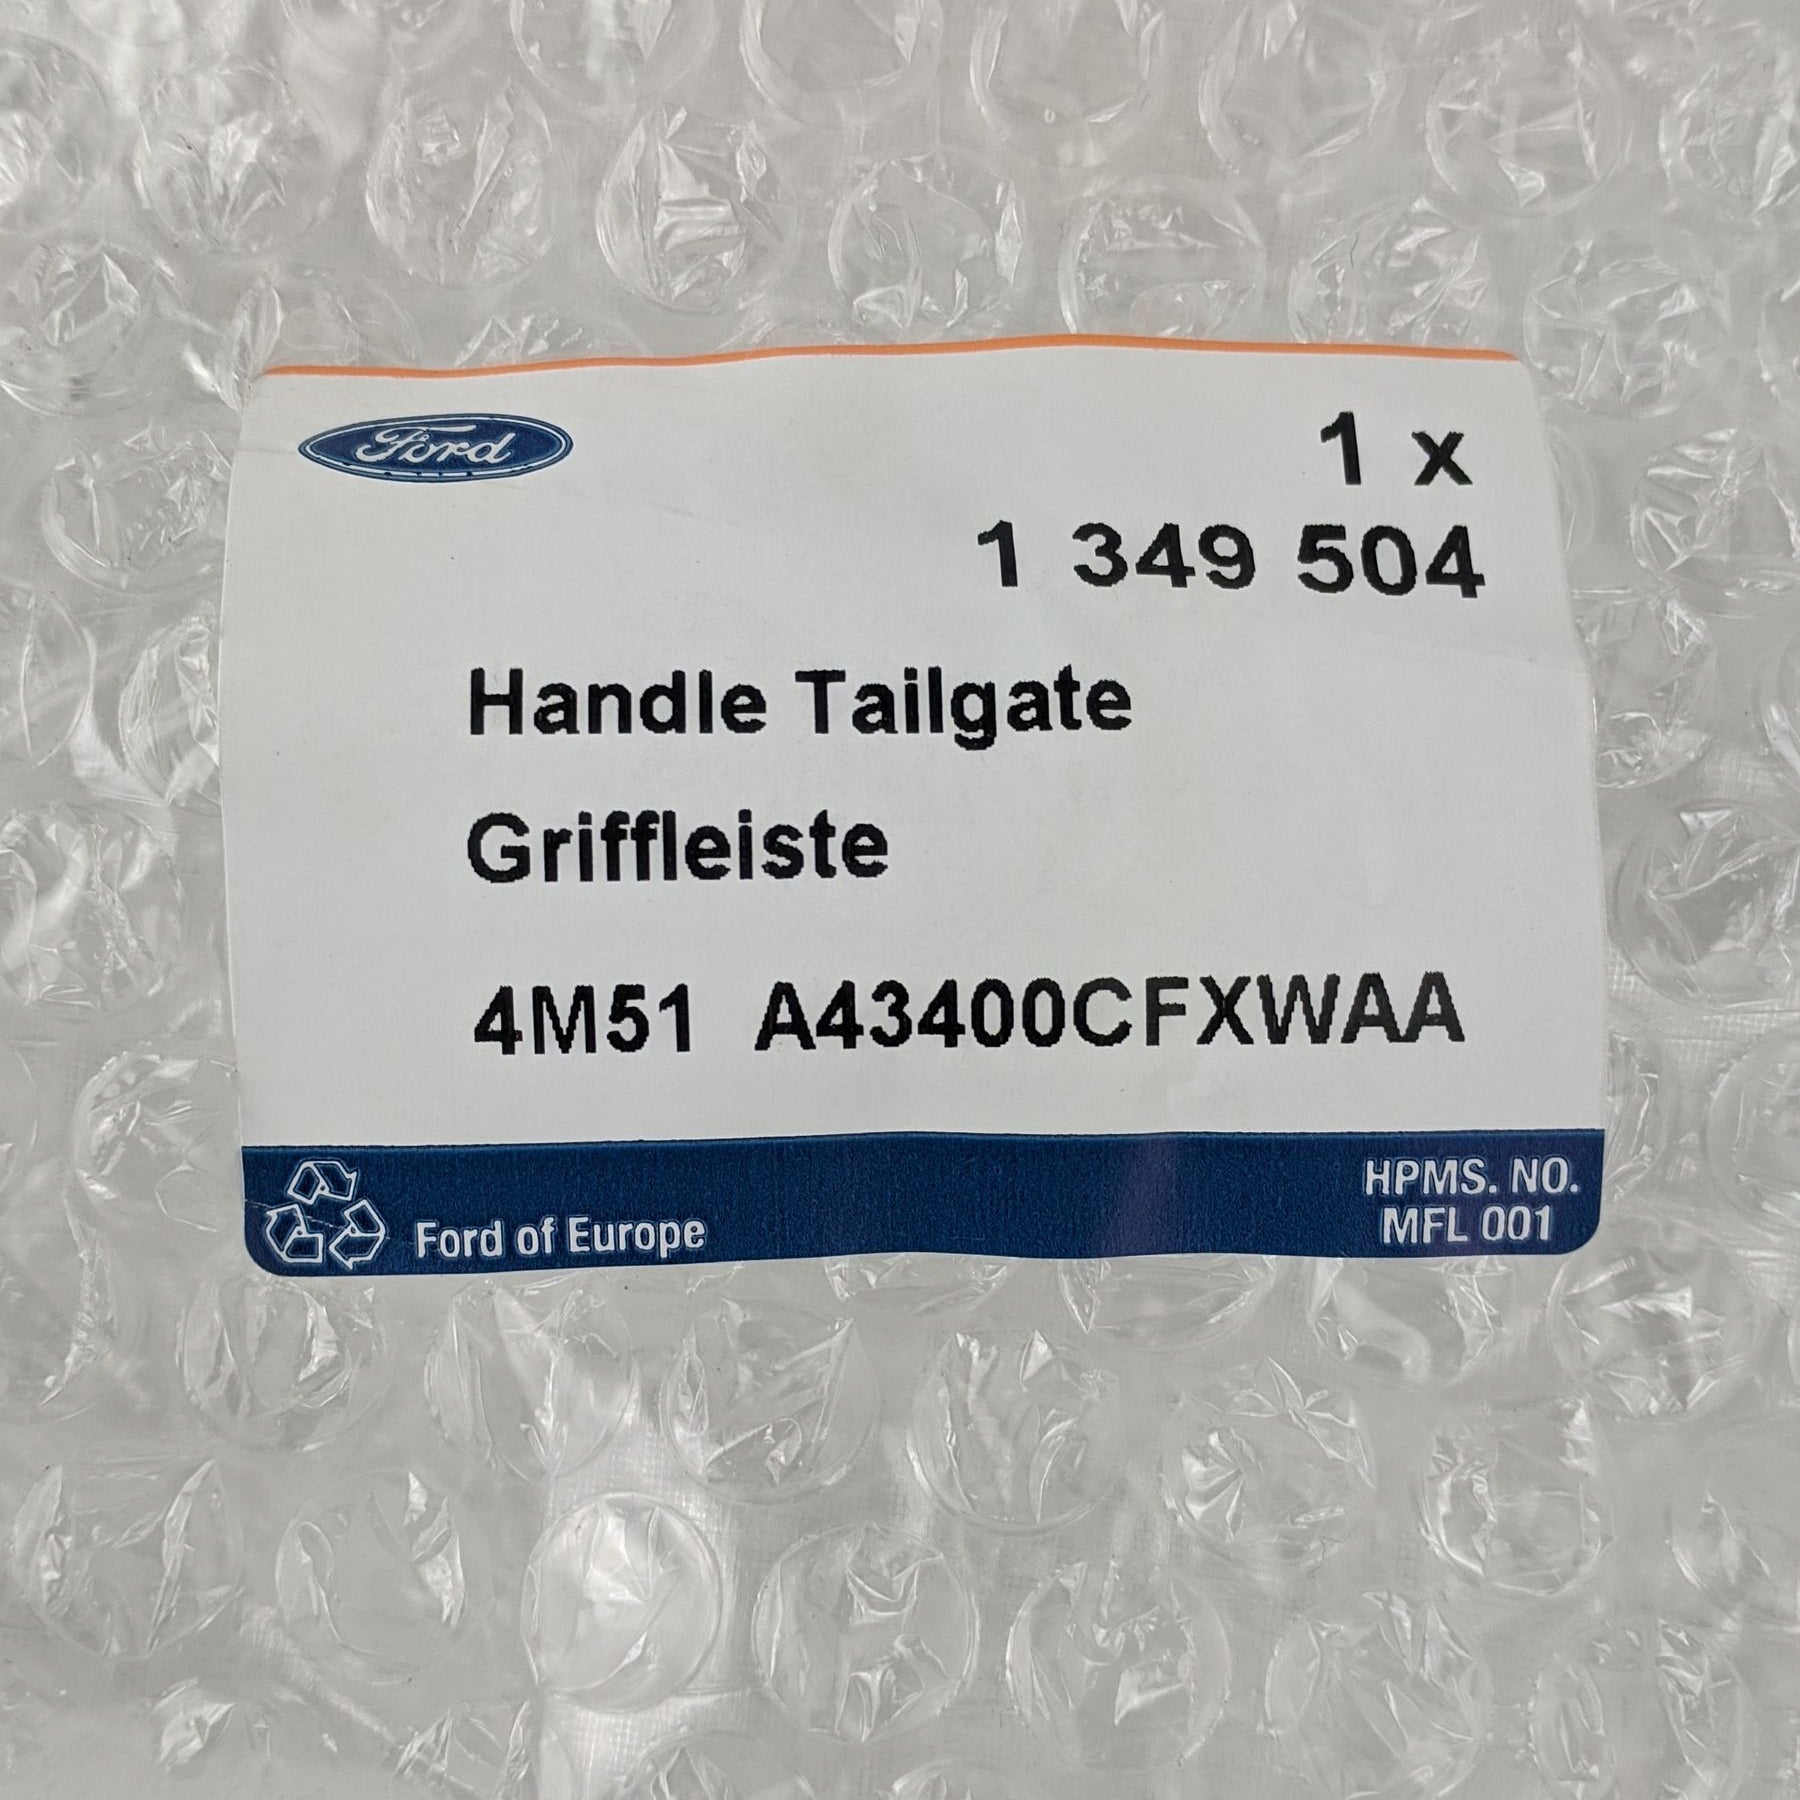 Ford
1 x
1 349 504
Handle Tailgate
Griffleiste
4M51 A43400CFXWAA
Ford of Europe
HPMS. NO.
MFL 001